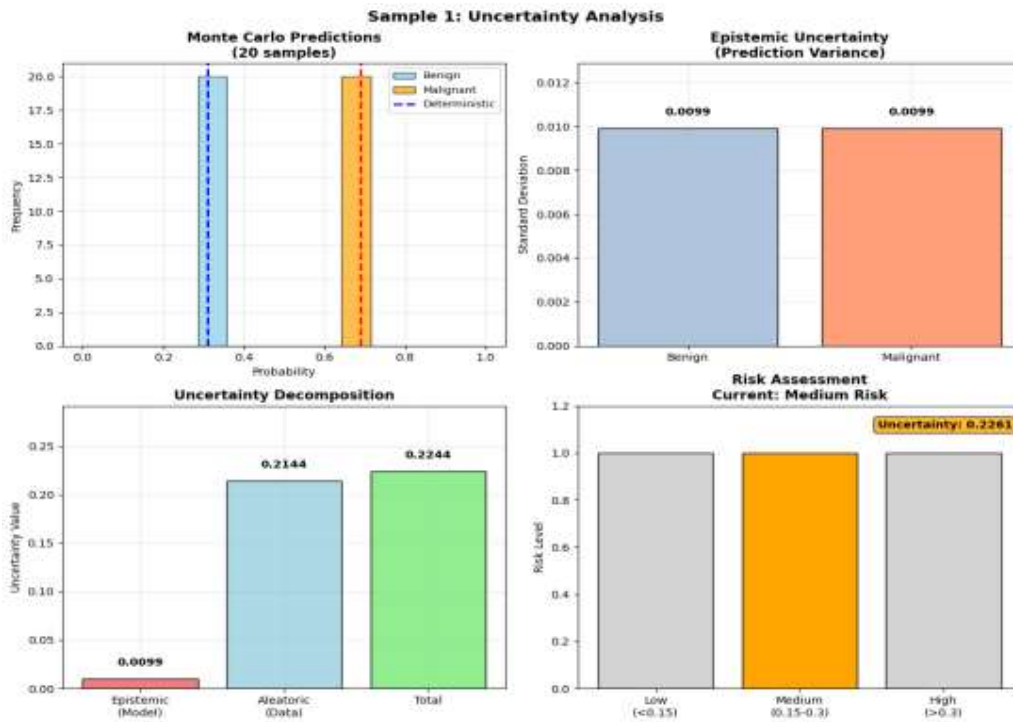 Sample 1: Uncertainty Analysis
Monte Carlo Predictions
(20 samples)
20.0
17.5
15.0
12.5
10.0
7.5
5.0
2.5
0.0
Frequency
Benign
Malignant
Deterministic
0.0 0.2 0.4 0.6 0.8 1.0
Probability
Epistemic Uncertainty
(Prediction Variance)
0.012
0.010
0.008
0.006
0.004
0.002
0.000
Standard Deviation
0.0099 0.0099
Benign Malignant
Uncertainty Decomposition
0.25
0.20
0.15
0.10
0.05
0.00
Uncertainty Value
0.0099 0.2144 0.2244
Epistemic Aleatoric Total
(Model) (Data)
Risk Assessment
Current: Medium Risk
1.2
1.0
0.8
0.6
0.4
0.2
0.0
Risk Level
Uncertainty: 0.2261
Low Medium High
(<0.15) (0.15-0.3) (>0.3)